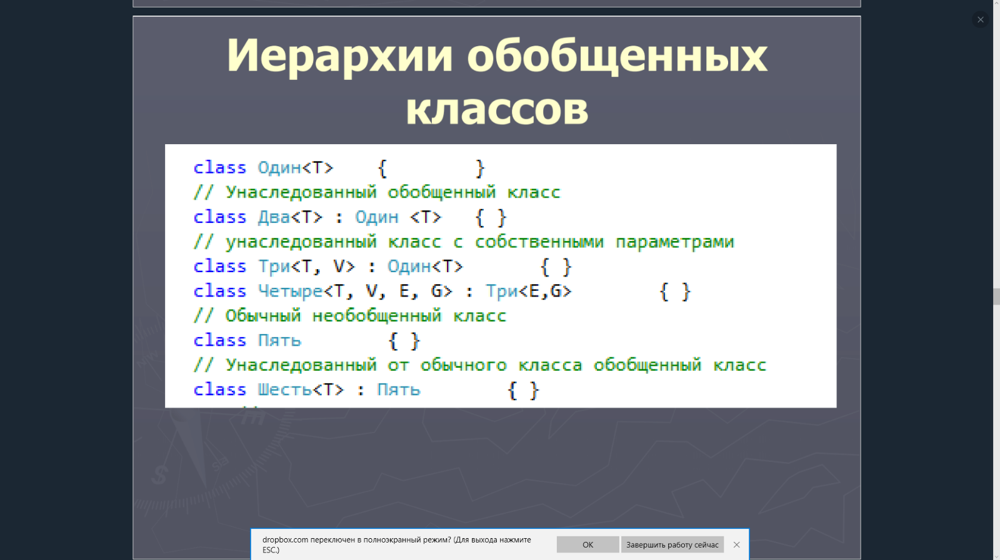 Иерархии обобщенных
классов
class Один<T> { }
// Унаследованный обобщенный класс
class Два<T> : Один <T> { }
// унаследованный класс с собственными параметрами
class Три<T, V> : Один<T> { }
class Четыре<T, V, E, G> : Три<E,G> { }
// Обычный необобщенный класс
class Пять { }
// Унаследованный от обычного класса обобщенный класс
class Шесть<T> : Пять { }
dropbox.com переключен в полноэкранный режим? (Для выхода нажмите
ESC.)
ОК
Завершить работу сейчас